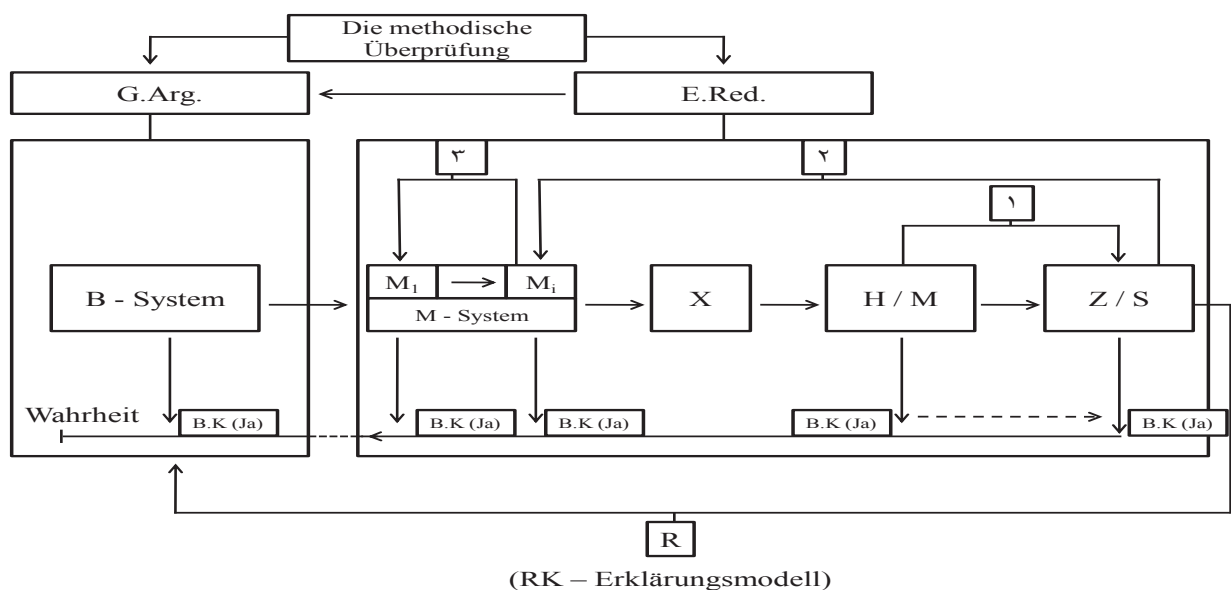 Die methodische
Überprüfung
G.Arg.
E.Red.
٣
٢
١
B - System
M1
Mi
M - System
X
H / M
Z / S
Wahrheit
B.K (Ja)
B.K (Ja)
B.K (Ja)
B.K (Ja)
B.K (Ja)
R
(RK – Erklärungsmodell)